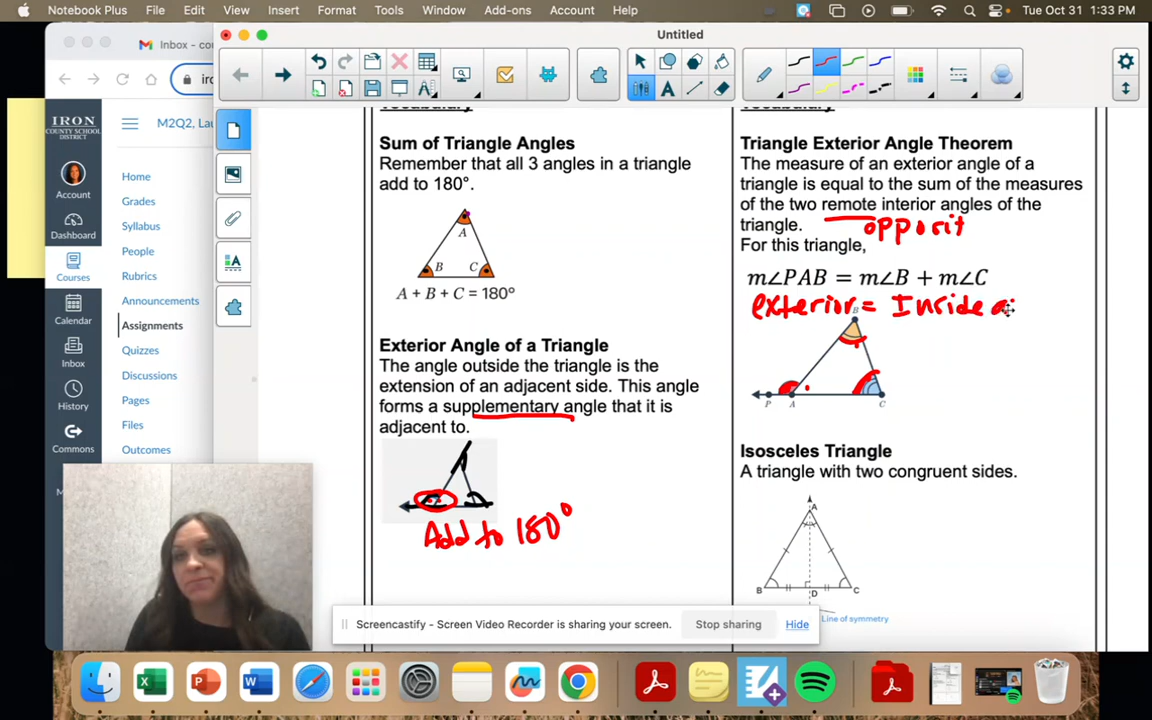 Notebook Plus File Edit View Insert Format Tools Window Add-ons Account Help Tue Oct 31 1:33 PM
Untitled
Inbox - cou
irc
IRON
COUNTY SCHOOL
DISTRICT
M2Q2, Lau
Account
Dashboard
Courses
Calendar
Inbox
History
Commons
Home
Grades
Syllabus
People
Rubrics
Announcements
Assignments
Quizzes
Discussions
Pages
Files
Outcomes
Vocabulary
Sum of Triangle Angles
Remember that all 3 angles in a triangle
add to 180°.
A
B C
A + B + C = 180°
Exterior Angle of a Triangle
The angle outside the triangle is the
extension of an adjacent side. This angle
forms a supplementary angle that it is
adjacent to.
Add to 180°
Vocabulary
Triangle Exterior Angle Theorem
The measure of an exterior angle of a
triangle is equal to the sum of the measures
of the two remote interior angles of the
triangle.
opporit
For this triangle,
m∠PAB = m∠B + m∠C
exterior = Inside a
B
P A C
Isosceles Triangle
A triangle with two congruent sides.
A
B D C
Line of symmetry
Screencastify - Screen Video Recorder is sharing your screen. Stop sharing Hide